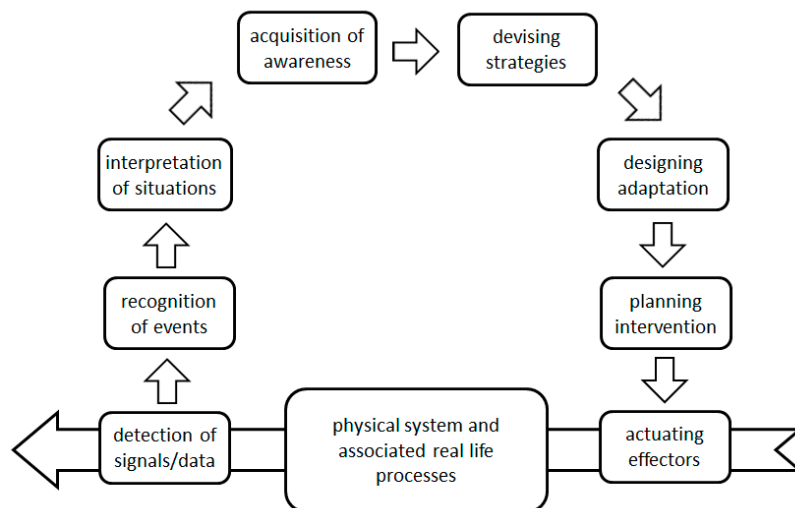 acquisition of
awareness
devising
strategies
interpretation
of situations
designing
adaptation
recognition
of events
planning
intervention
detection of
signals/data
physical system and
associated real life
processes
actuating
effectors